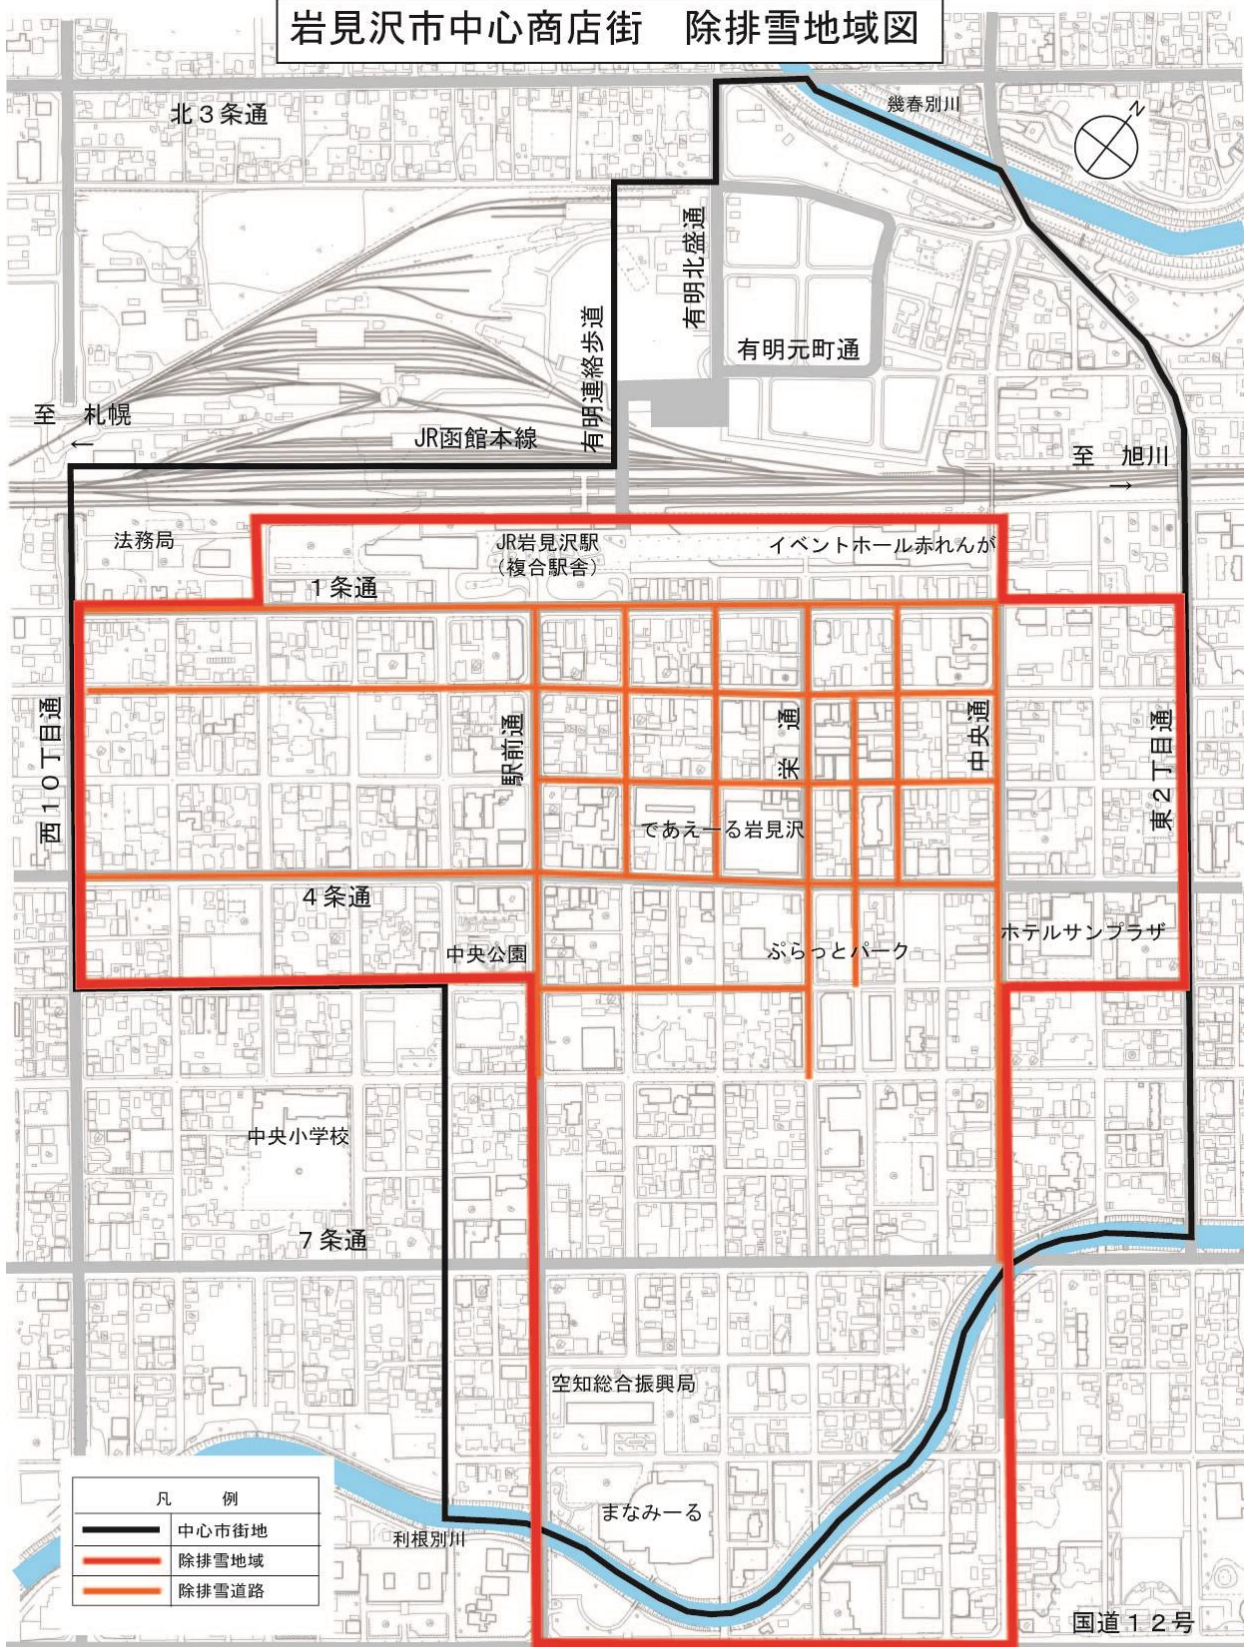 岩見沢市中心商店街　除排雪地域図
北３条通
幾春別川
N
有明北盛通
有明連絡歩道
有明元町通
至　札幌
←
JR函館本線
至　旭川
→
法務局
JR岩見沢駅
（複合駅舎）
イベントホール赤れんが
１条通
西１０丁目通
駅前通
栄通
中央通
東２丁目通
であえーる岩見沢
４条通
中央公園
ぷらっとパーク
ホテルサンプラザ
中央小学校
７条通
空知総合振興局
まなみーる
利根別川
国道１２号
凡　例
中心市街地
除排雪地域
除排雪道路